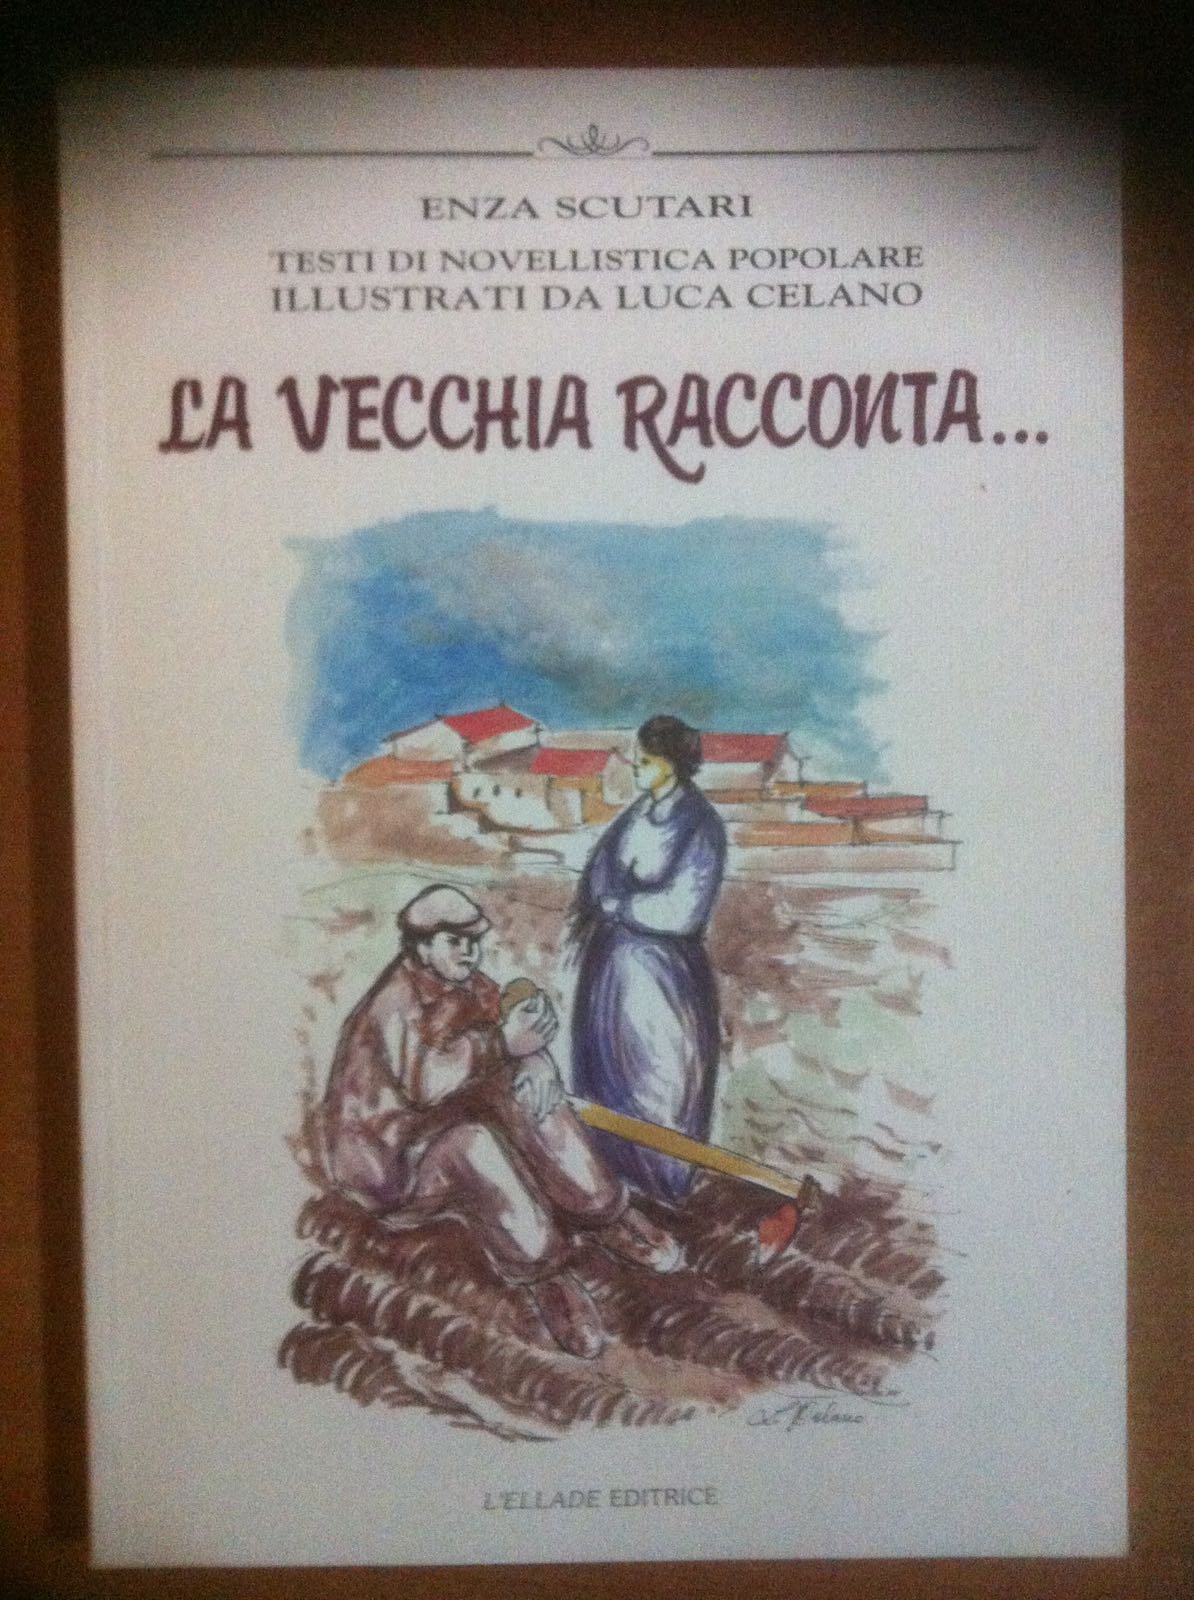 ENZA SCUTARI
TESTI DI NOVELLISTICA POPOLARE
ILLUSTRATI DA LUCA CELANO
LA VECCHIA RACCONTA...
L'ELLADE EDITRICE